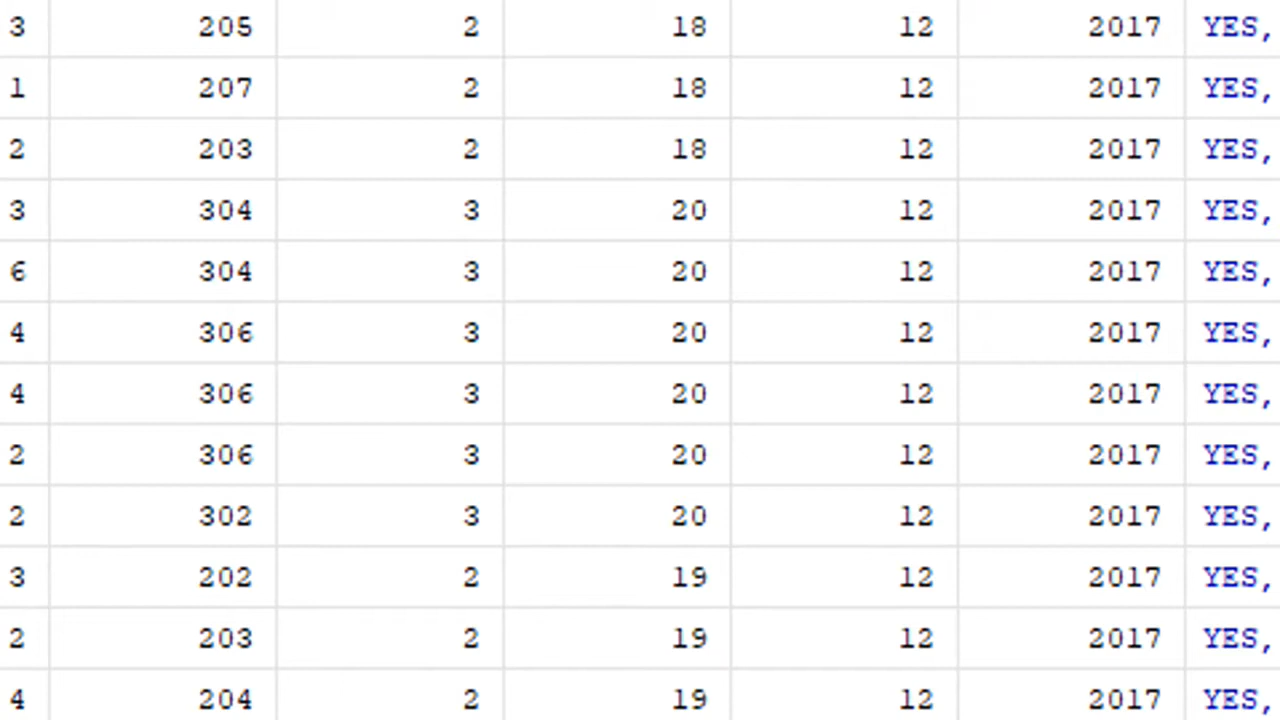 3 205 2 18 12 2017 YES,
1 207 2 18 12 2017 YES,
2 203 2 18 12 2017 YES,
3 304 3 20 12 2017 YES,
6 304 3 20 12 2017 YES,
4 306 3 20 12 2017 YES,
4 306 3 20 12 2017 YES,
2 306 3 20 12 2017 YES,
2 302 3 20 12 2017 YES,
3 202 2 19 12 2017 YES,
2 203 2 19 12 2017 YES,
4 204 2 19 12 2017 YES,